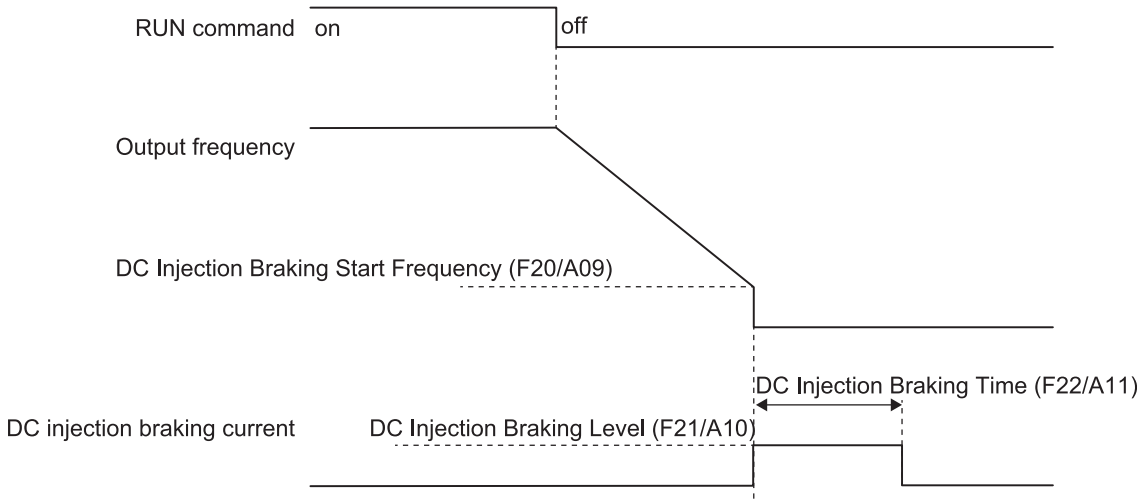 RUN command on off
Output frequency
DC Injection Braking Start Frequency (F20/A09)
DC Injection Braking Time (F22/A11)
DC injection braking current DC Injection Braking Level (F21/A10)